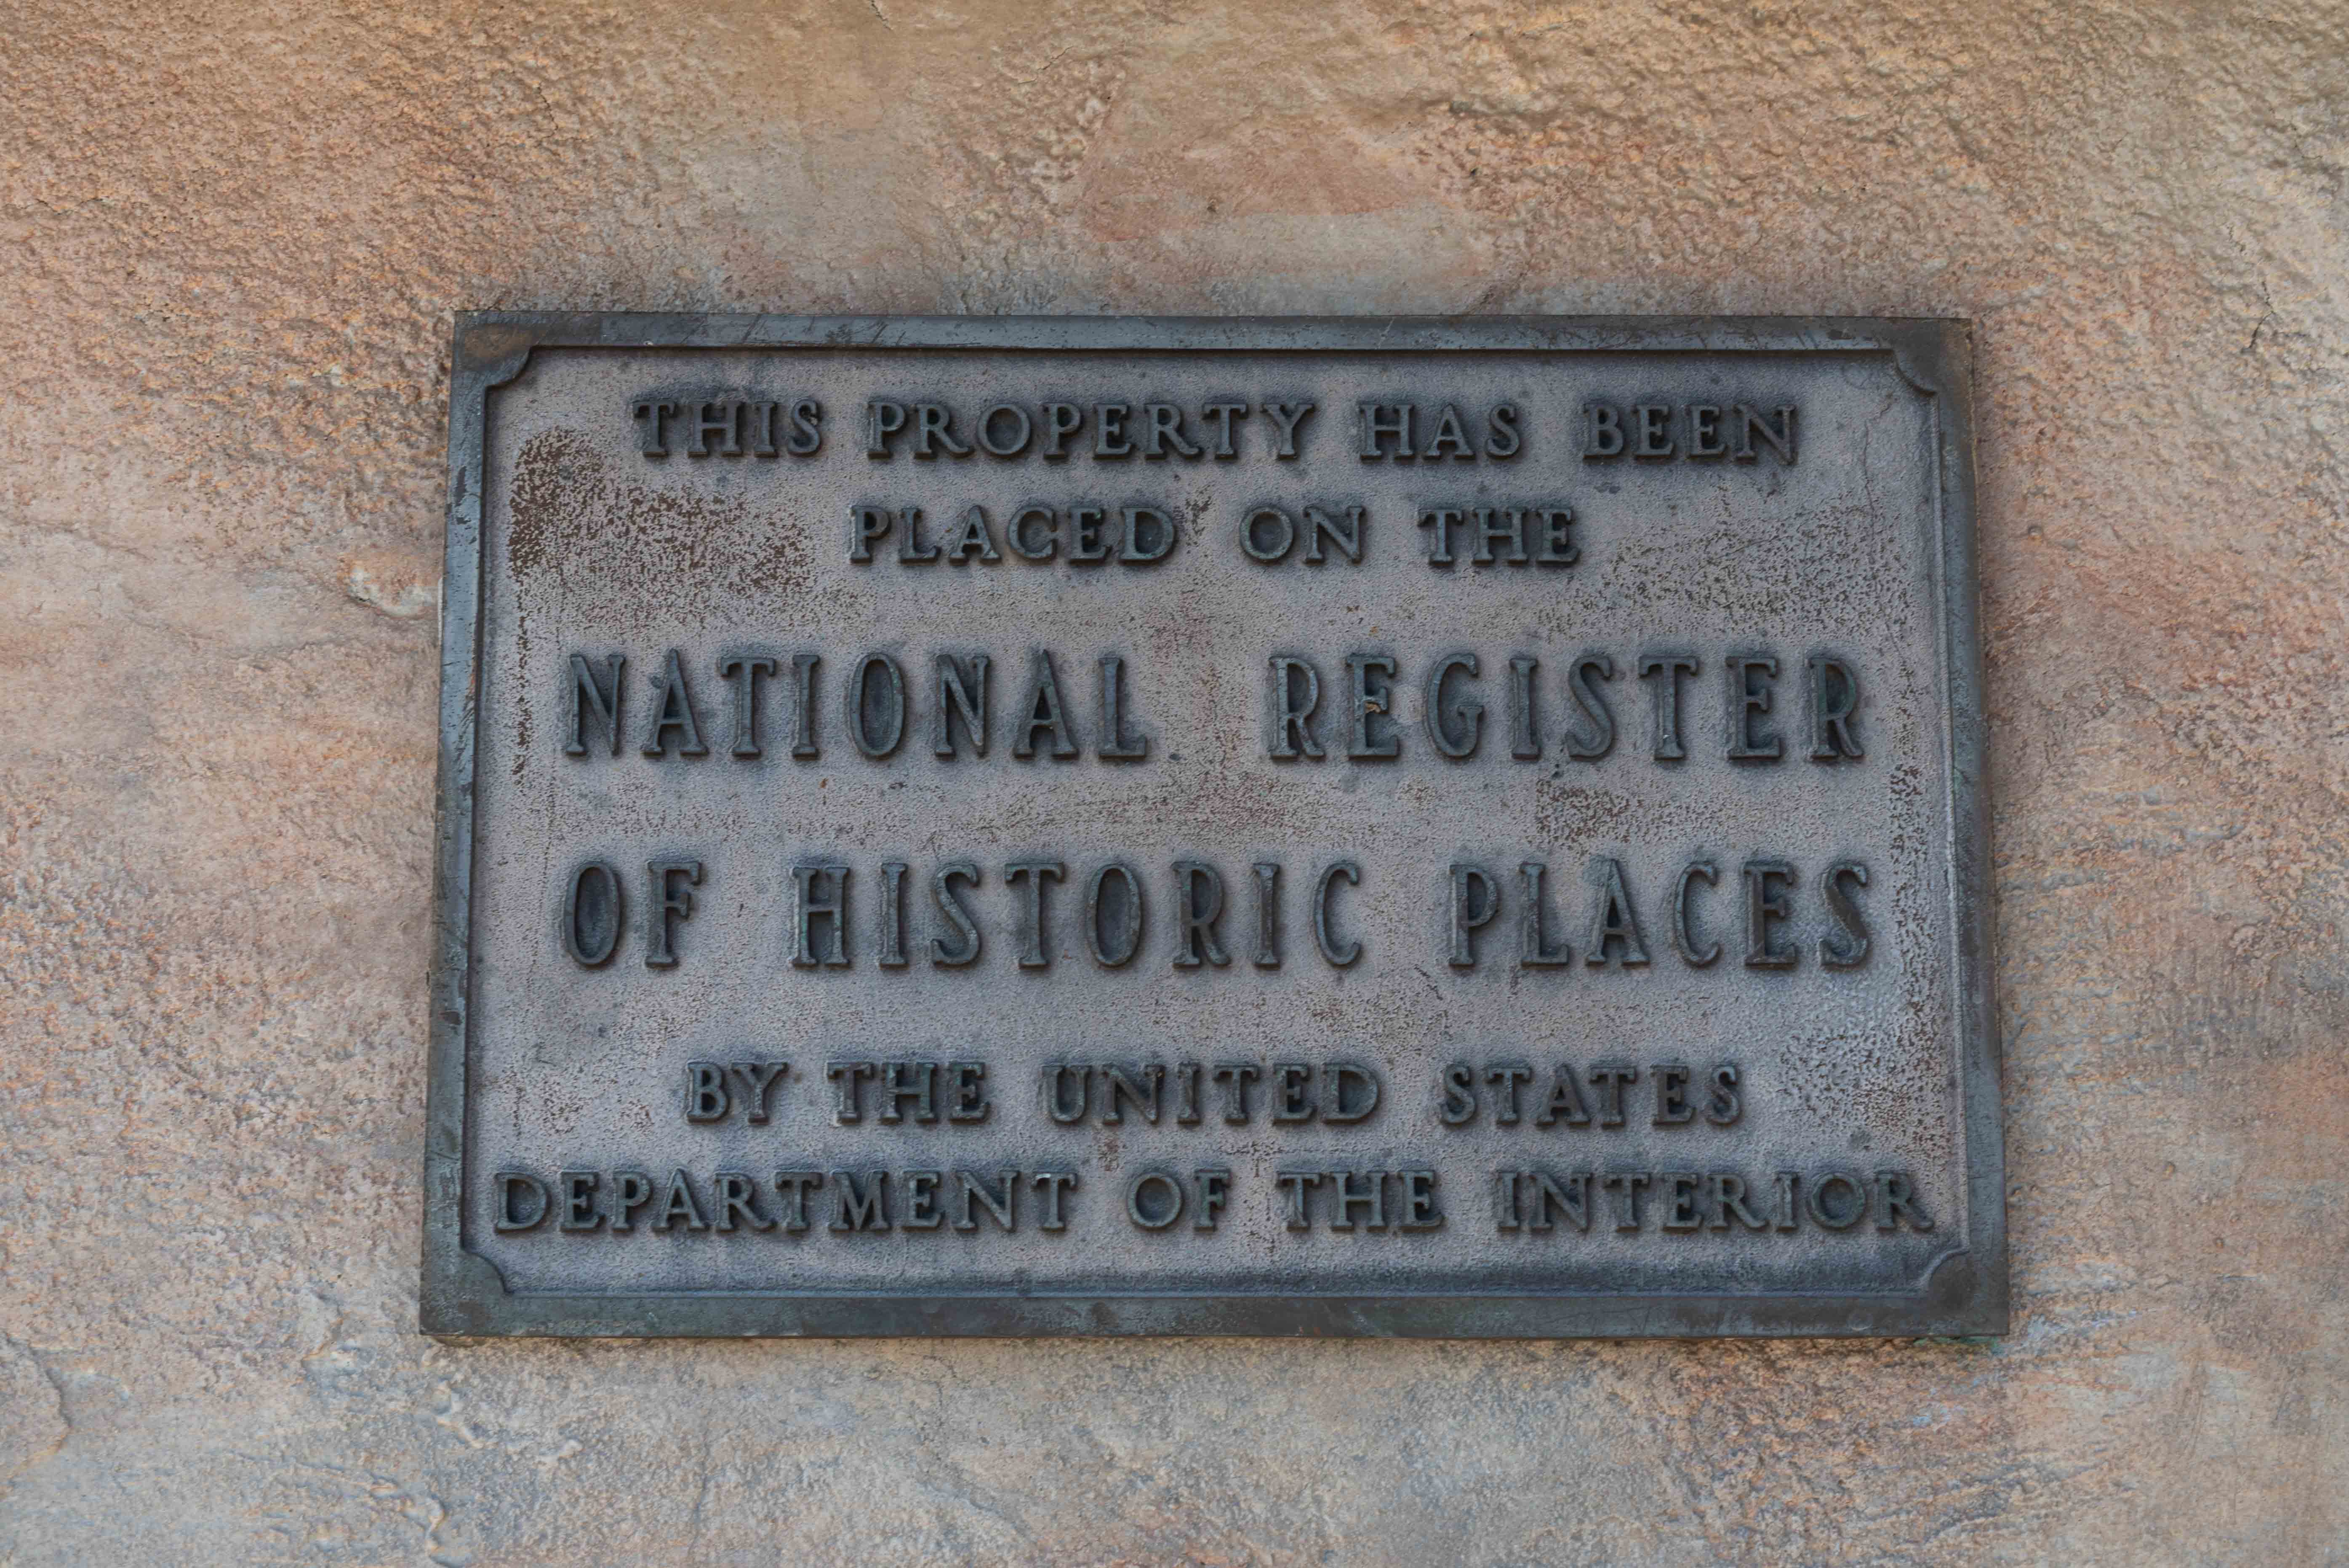 THIS PROPERTY HAS BEEN
PLACED ON THE
NATIONAL REGISTER
OF HISTORIC PLACES
BY THE UNITED STATES
DEPARTMENT OF THE INTERIOR